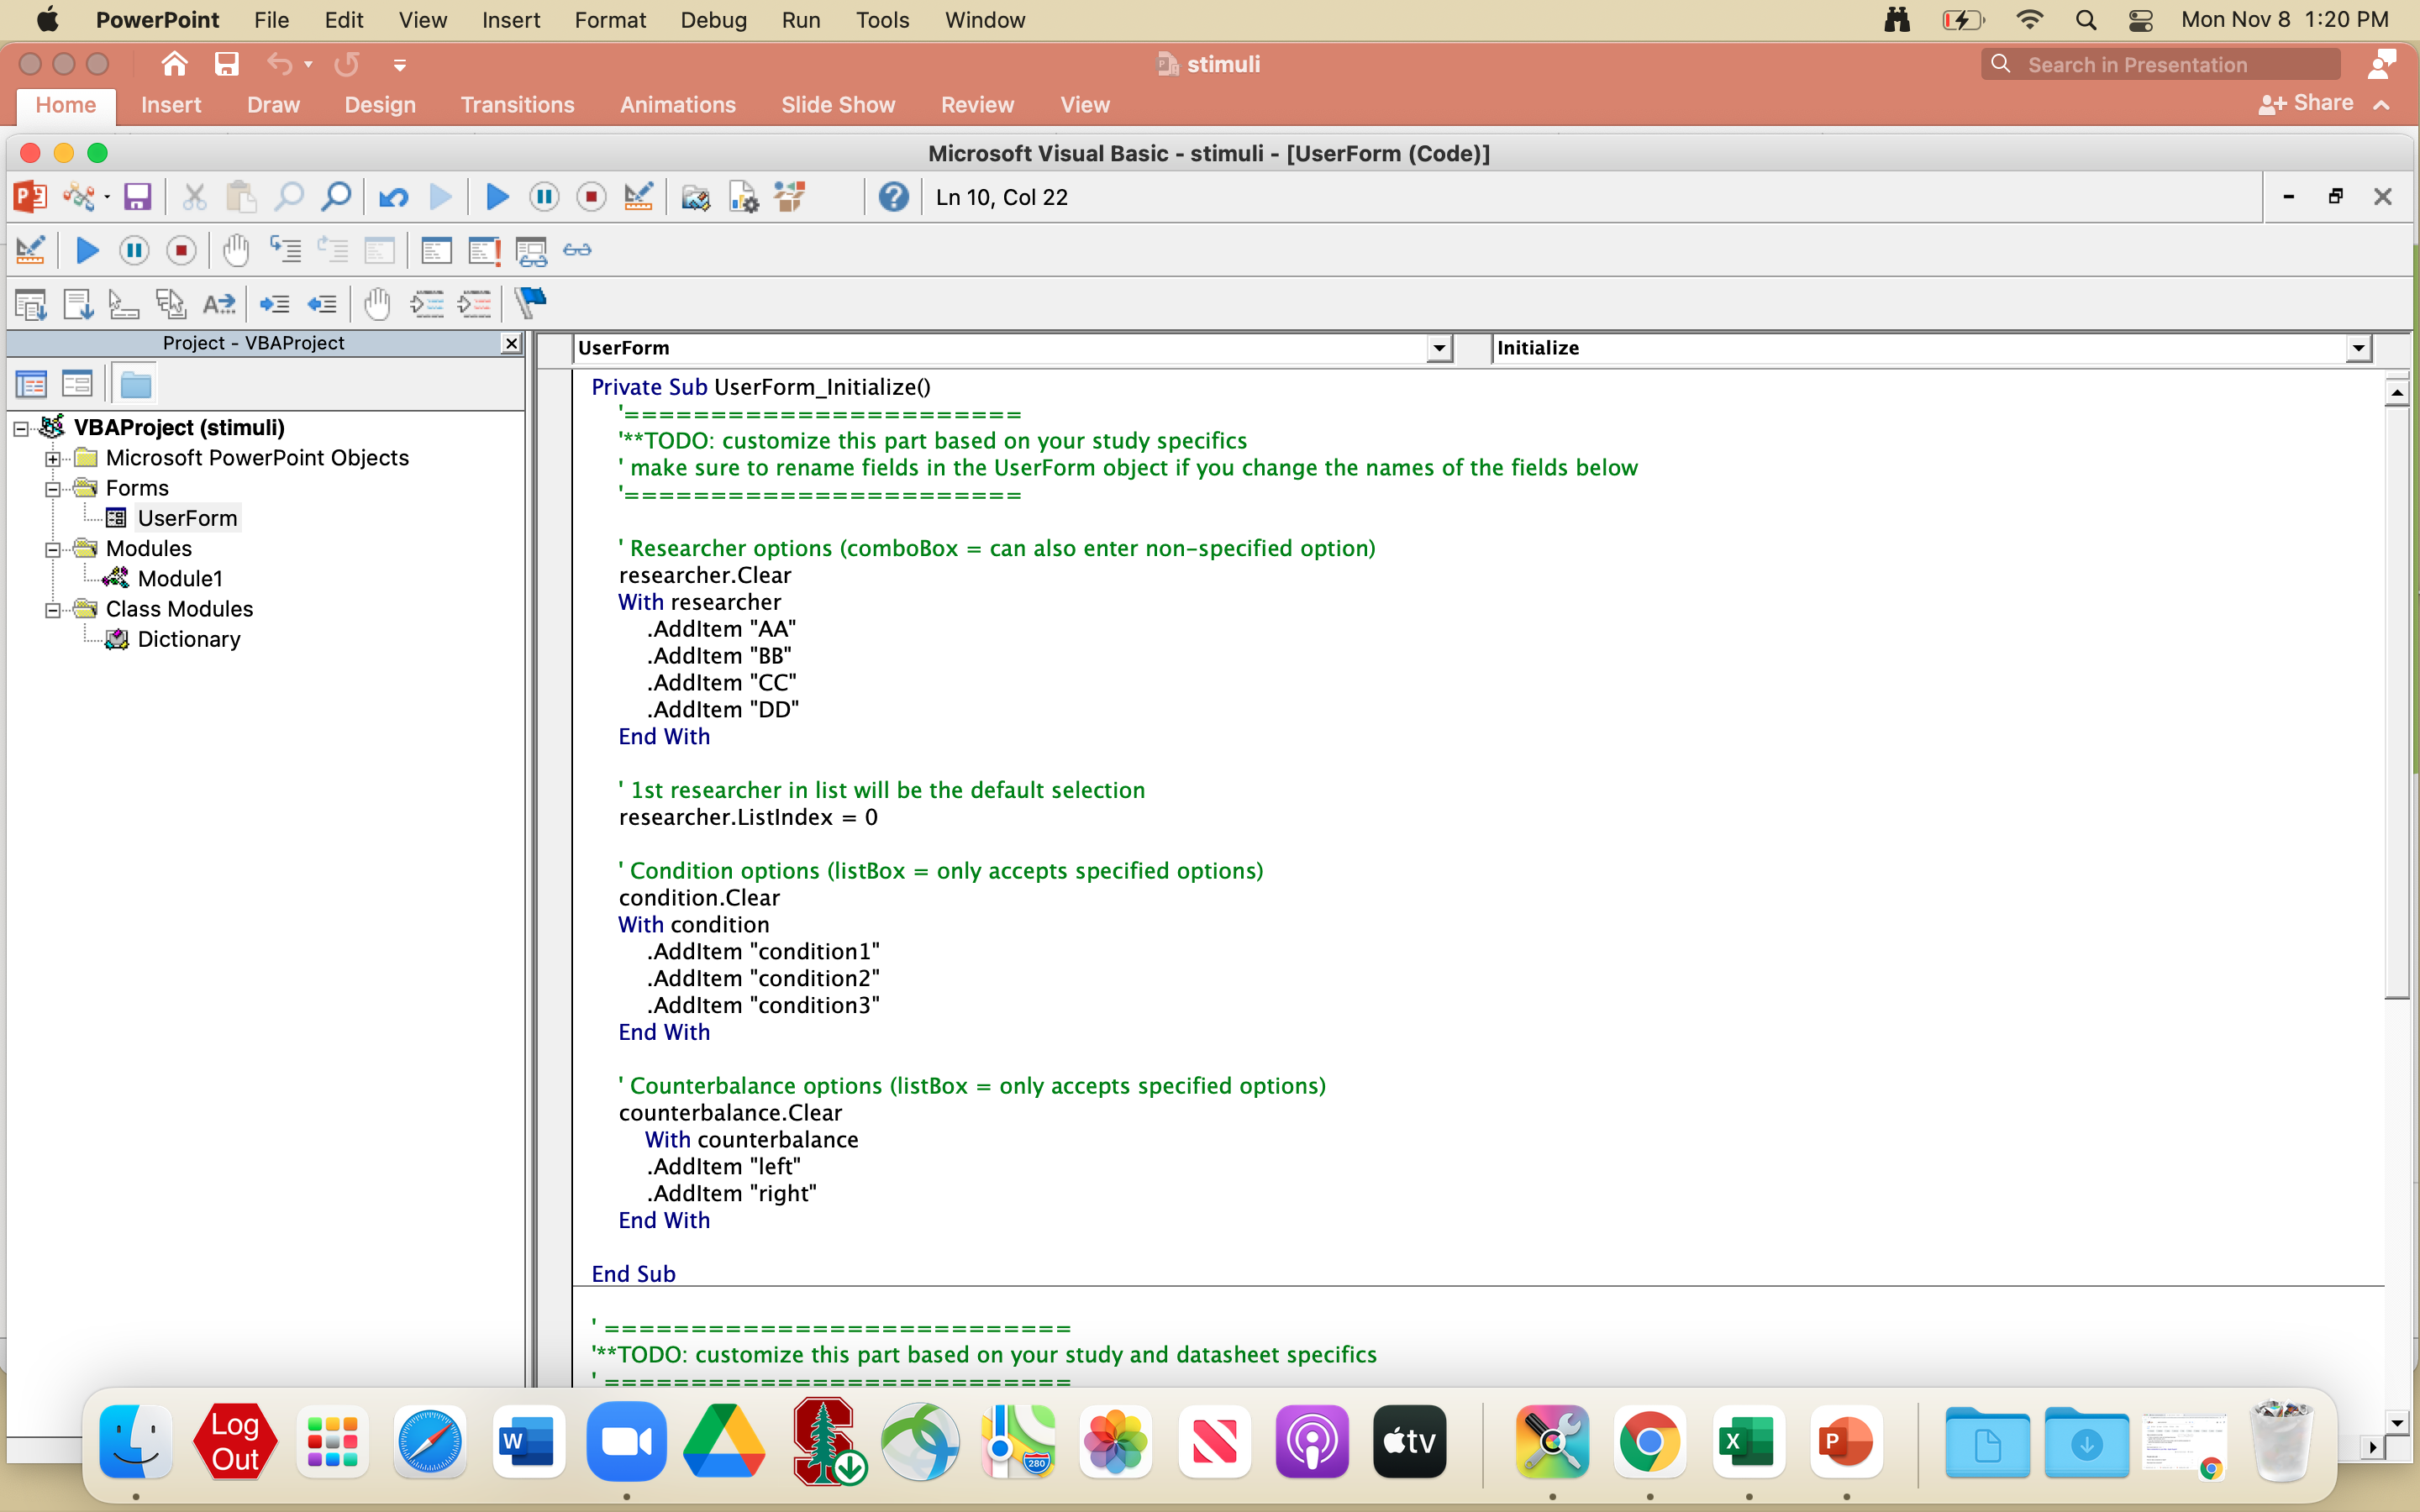 PowerPoint File Edit View Insert Format Debug Run Tools Window Mon Nov 8 1:20 PM
stimuli Search in Presentation
Home Insert Draw Design Transitions Animations Slide Show Review View Share
Microsoft Visual Basic - stimuli - [UserForm (Code)]
Ln 10, Col 22
Project - VBAProject
UserForm Initialize
VBAProject (stimuli)
Microsoft PowerPoint Objects
Forms
UserForm
Modules
Module1
Class Modules
Dictionary
Private Sub UserForm_Initialize()
'=======================
'**TODO: customize this part based on your study specifics
' make sure to rename fields in the UserForm object if you change the names of the fields below
'=======================
' Researcher options (comboBox = can also enter non-specified option)
researcher.Clear
With researcher
.AddItem "AA"
.AddItem "BB"
.AddItem "CC"
.AddItem "DD"
End With
' 1st researcher in list will be the default selection
researcher.ListIndex = 0
' Condition options (listBox = only accepts specified options)
condition.Clear
With condition
.AddItem "condition1"
.AddItem "condition2"
.AddItem "condition3"
End With
' Counterbalance options (listBox = only accepts specified options)
counterbalance.Clear
With counterbalance
.AddItem "left"
.AddItem "right"
End With
End Sub
' ===========================
'**TODO: customize this part based on your study and datasheet specifics
' ===========================
Log
Out
W
280
tv
X
P